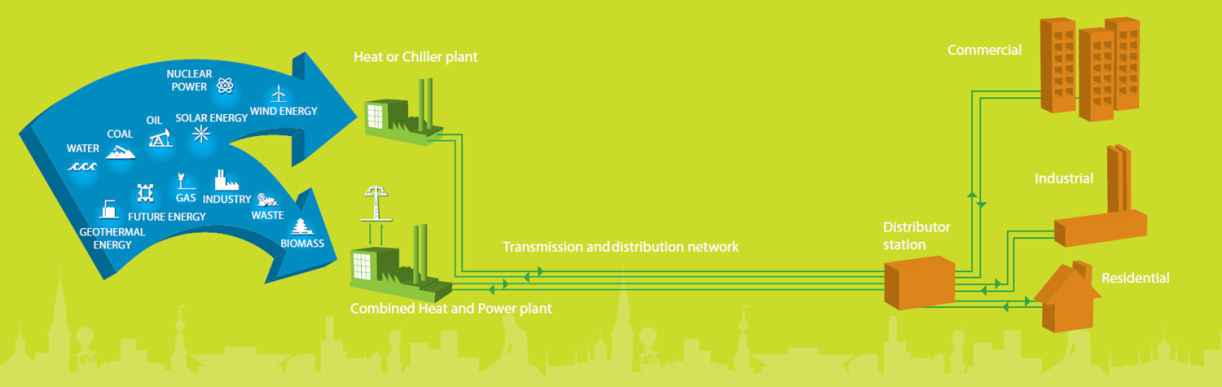 Heat or Chiller plant
NUCLEAR
POWER
WIND ENERGY
SOLAR ENERGY
OIL
COAL
WATER
GAS
INDUSTRY
FUTURE ENERGY
WASTE
GEOTHERMAL
ENERGY
BIOMASS
Combined Heat and Power plant
Transmission and distribution network
Distributor
station
Commercial
Industrial
Residential